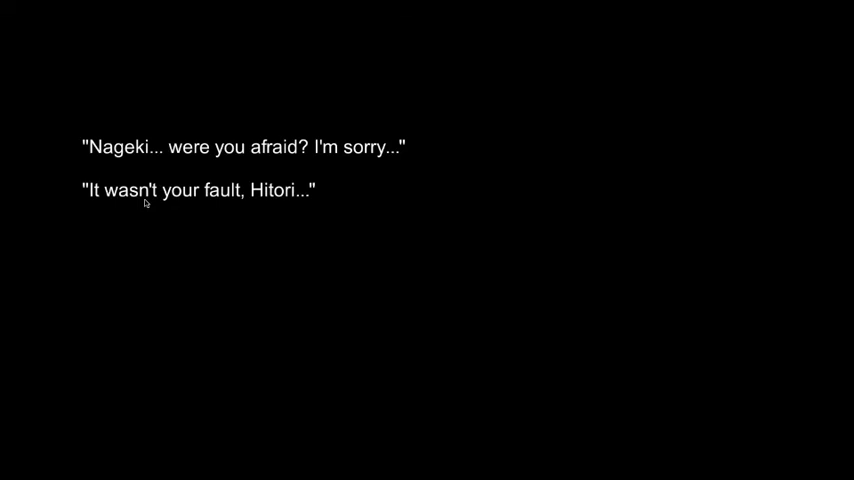 "Nageki... were you afraid? I'm sorry..."
"It wasn't your fault, Hitori..."